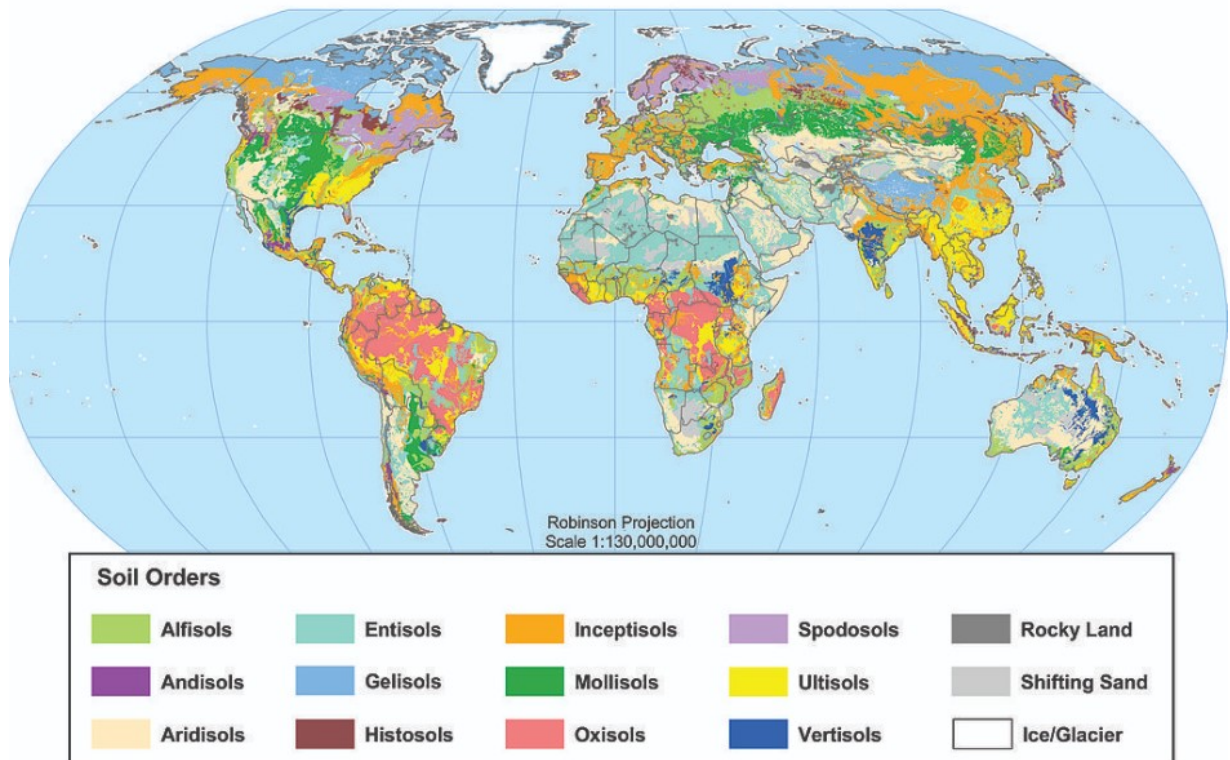 Robinson Projection
Scale 1:130,000,000
Soil Orders
Alfisols
Entisols
Inceptisols
Spodosols
Rocky Land
Andisols
Gelisols
Mollisols
Ultisols
Shifting Sand
Aridisols
Histosols
Oxisols
Vertisols
Ice/Glacier